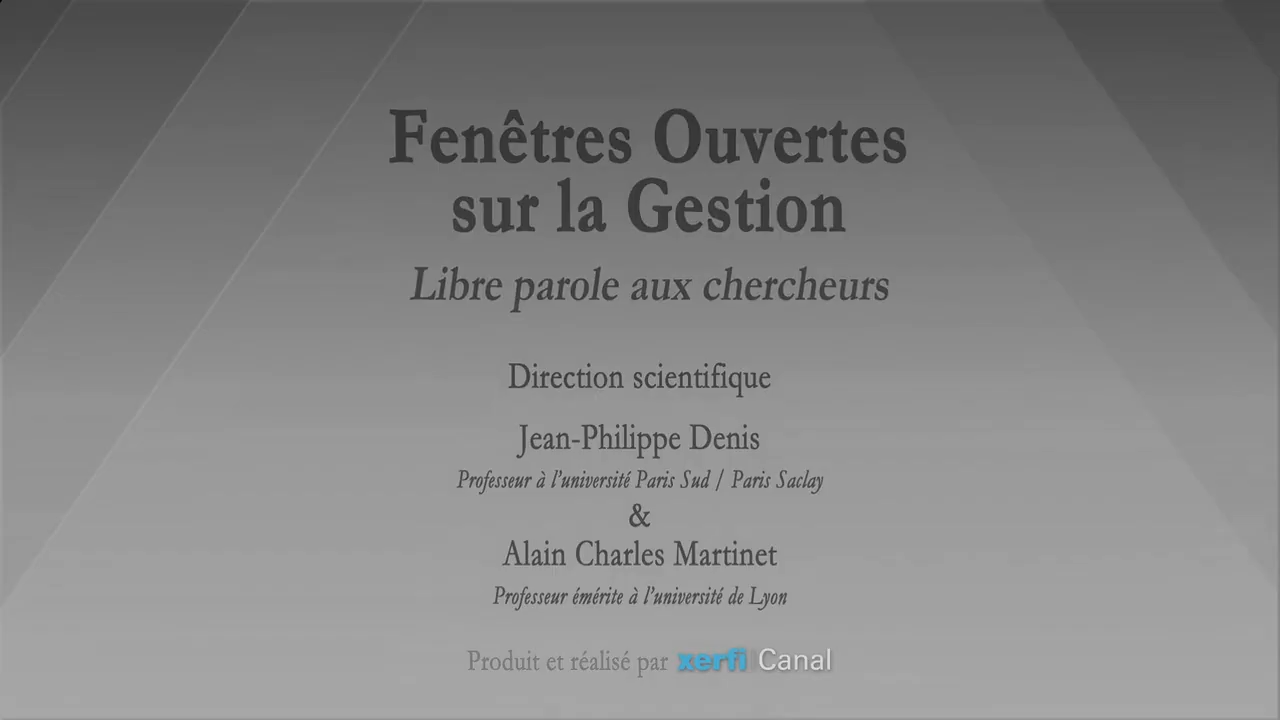 Fenêtres Ouvertes
sur la Gestion
Libre parole aux chercheurs
Direction scientifique
Jean-Philippe Denis
Professeur à l'université Paris Sud / Paris Saclay
&
Alain Charles Martinet
Professeur émérite à l'université de Lyon
Produit et réalisé par xerfi Canal